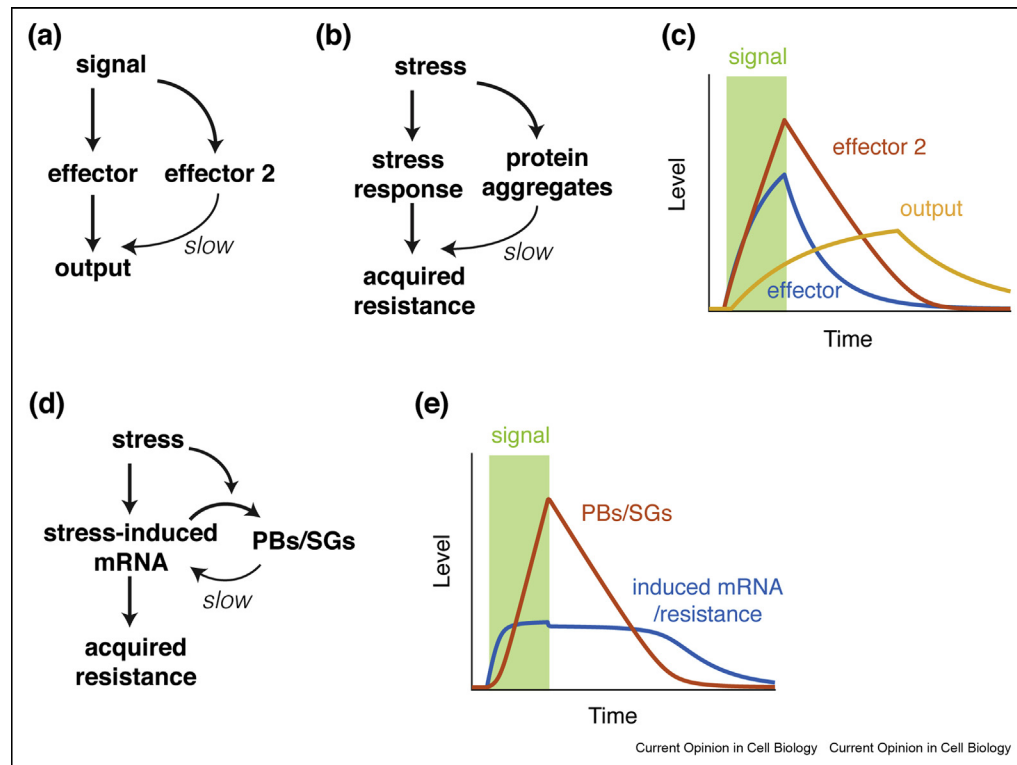 (a)
signal
effector effector 2
slow
output
(b)
stress
stress
response
protein
aggregates
slow
acquired
resistance
(c)
signal
effector 2
output
effector
Level
Time
(d)
stress
stress-induced
mRNA
PBs/SGs
slow
acquired
resistance
(e)
signal
PBs/SGs
induced mRNA
/resistance
Level
Time
Current Opinion in Cell Biology Current Opinion in Cell Biology